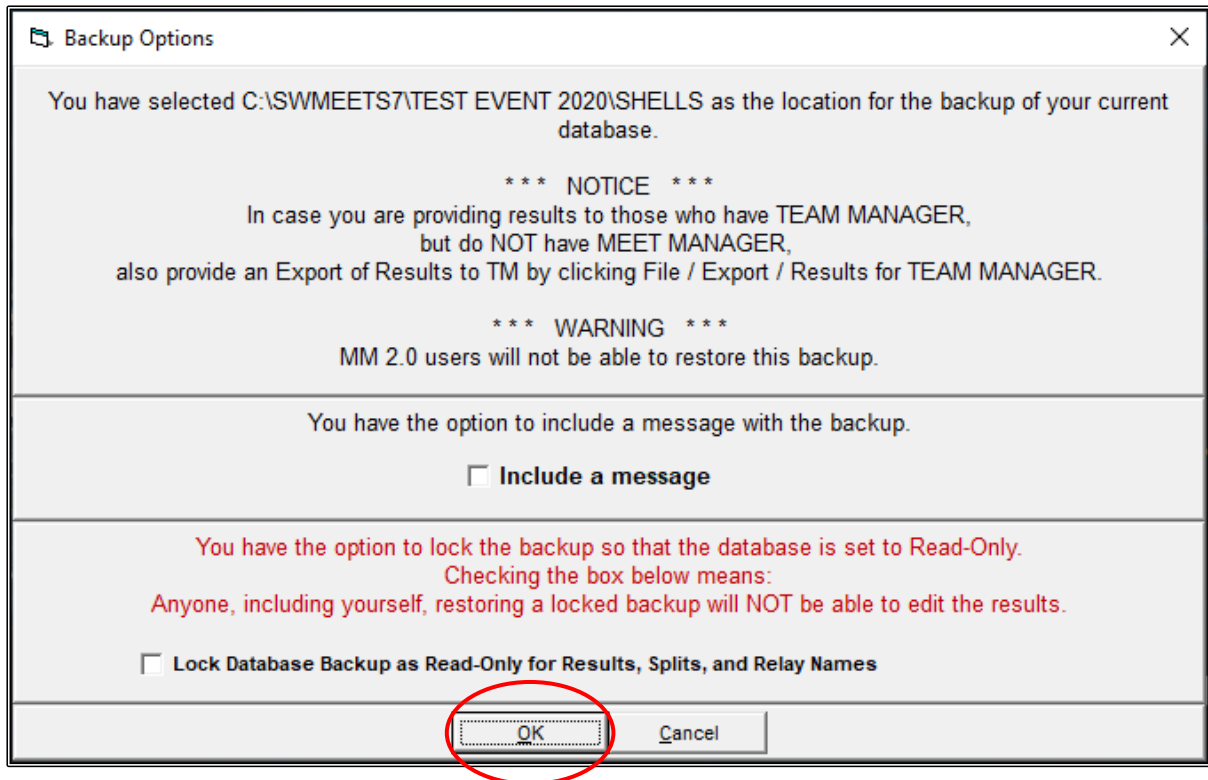 Backup Options
You have selected C:\SWMEETS7\TEST EVENT 2020\SHELLS as the location for the backup of your current
database.
* * * NOTICE * * *
In case you are providing results to those who have TEAM MANAGER,
but do NOT have MEET MANAGER,
also provide an Export of Results to TM by clicking File / Export / Results for TEAM MANAGER.
* * * WARNING * * *
MM 2.0 users will not be able to restore this backup.
You have the option to include a message with the backup.
Include a message
You have the option to lock the backup so that the database is set to Read-Only.
Checking the box below means:
Anyone, including yourself, restoring a locked backup will NOT be able to edit the results.
Lock Database Backup as Read-Only for Results, Splits, and Relay Names
OK Cancel